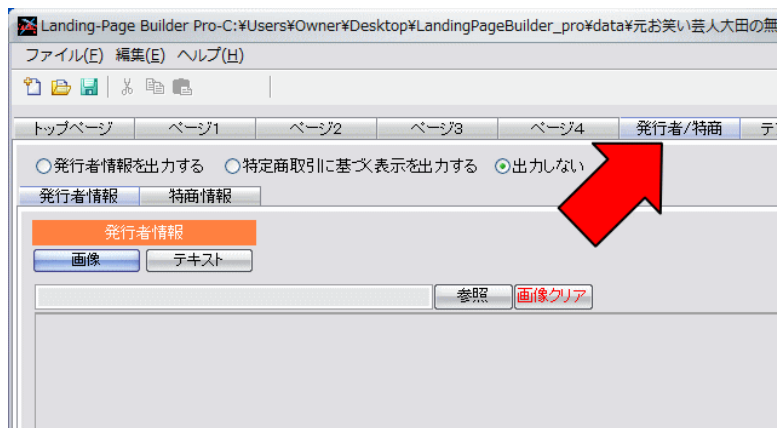 Landing-Page Builder Pro-C:¥Users¥Owner¥Desktop¥LandingPageBuilder_pro¥data¥元お笑い芸人大田の無
ファイル(F) 編集(E) ヘルプ(H)
トップページ ページ1 ページ2 ページ3 ページ4 発行者/特商 テ
発行者情報を出力する 特定商取引に基づく表示を出力する 出力しない
発行者情報 特商情報
発行者情報
画像 テキスト
参照 画像クリア